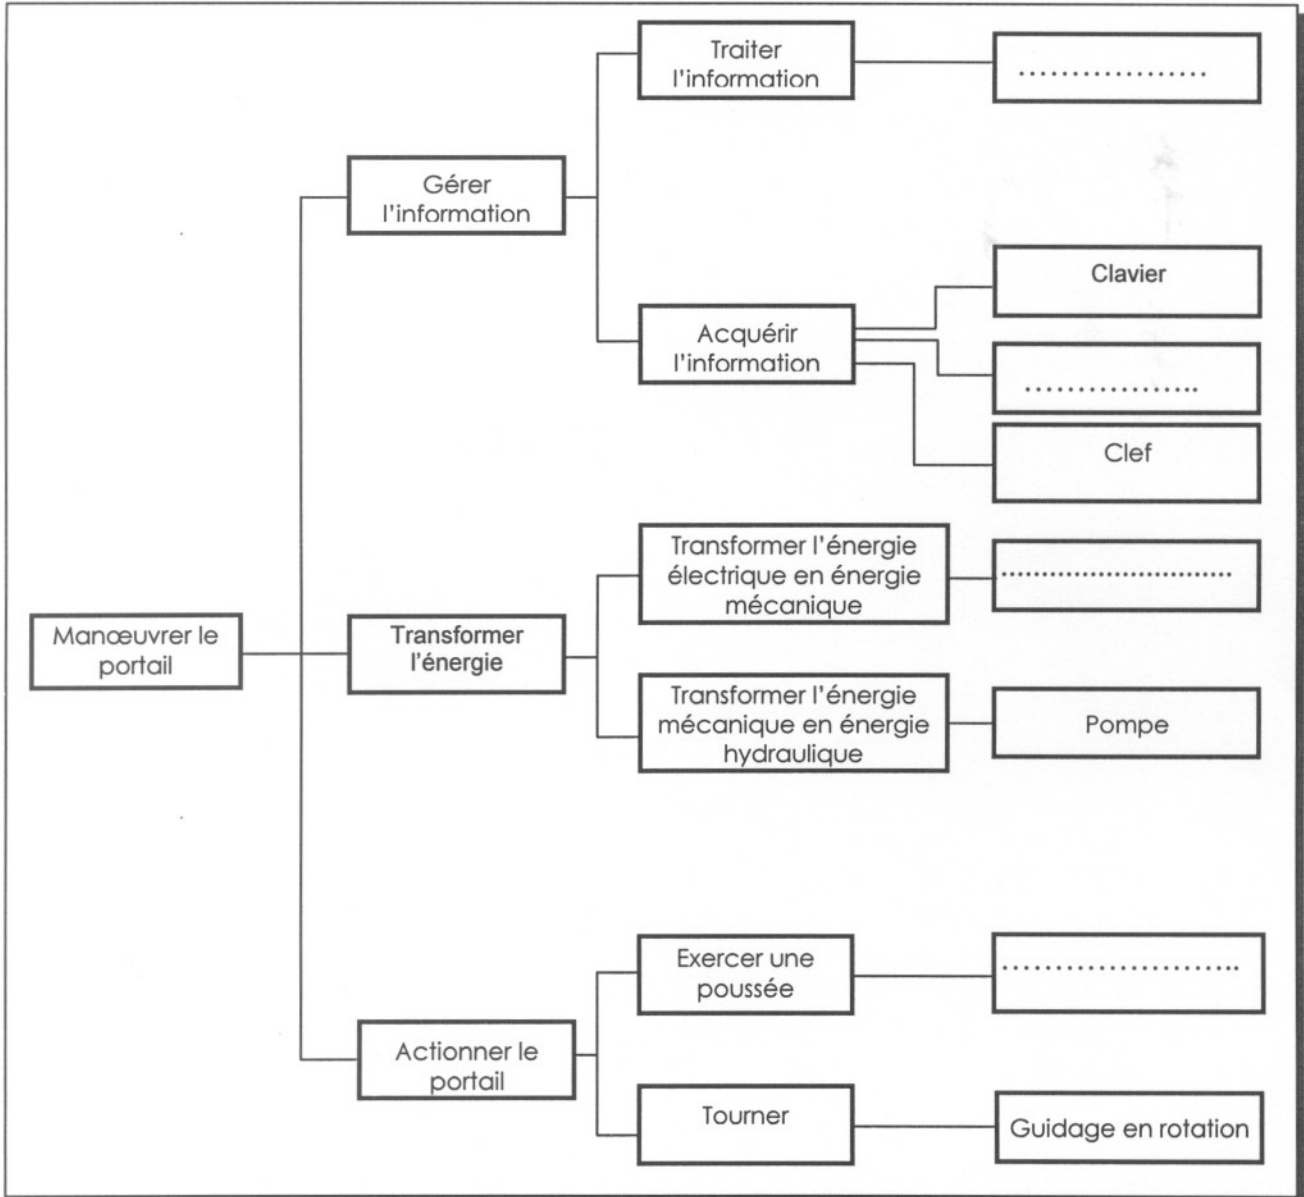 Traiter
l'information
..................
Gérer
l'information
Clavier
Acquérir
l'information
.................
Clef
Transformer l'énergie
électrique en énergie
mécanique
..............................
Manœuvrer le
portail
Transformer
l'énergie
Transformer l'énergie
mécanique en énergie
hydraulique
Pompe
Exercer une
poussée
.......................
Actionner le
portail
Tourner
Guidage en rotation